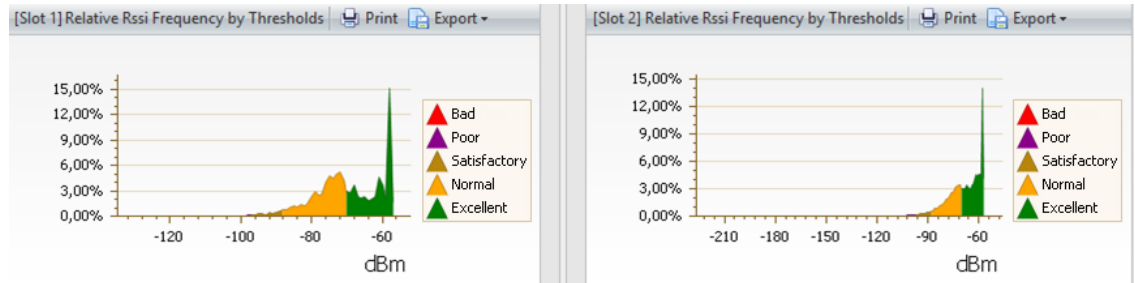 [Slot 1] Relative Rssi Frequency by Thresholds Print Export
15,00%
12,00%
9,00%
6,00%
3,00%
0,00%
-120 -100 -80 -60
dBm
Bad
Poor
Satisfactory
Normal
Excellent
[Slot 2] Relative Rssi Frequency by Thresholds Print Export
15,00%
12,00%
9,00%
6,00%
3,00%
0,00%
-210 -180 -150 -120 -90 -60
dBm
Bad
Poor
Satisfactory
Normal
Excellent